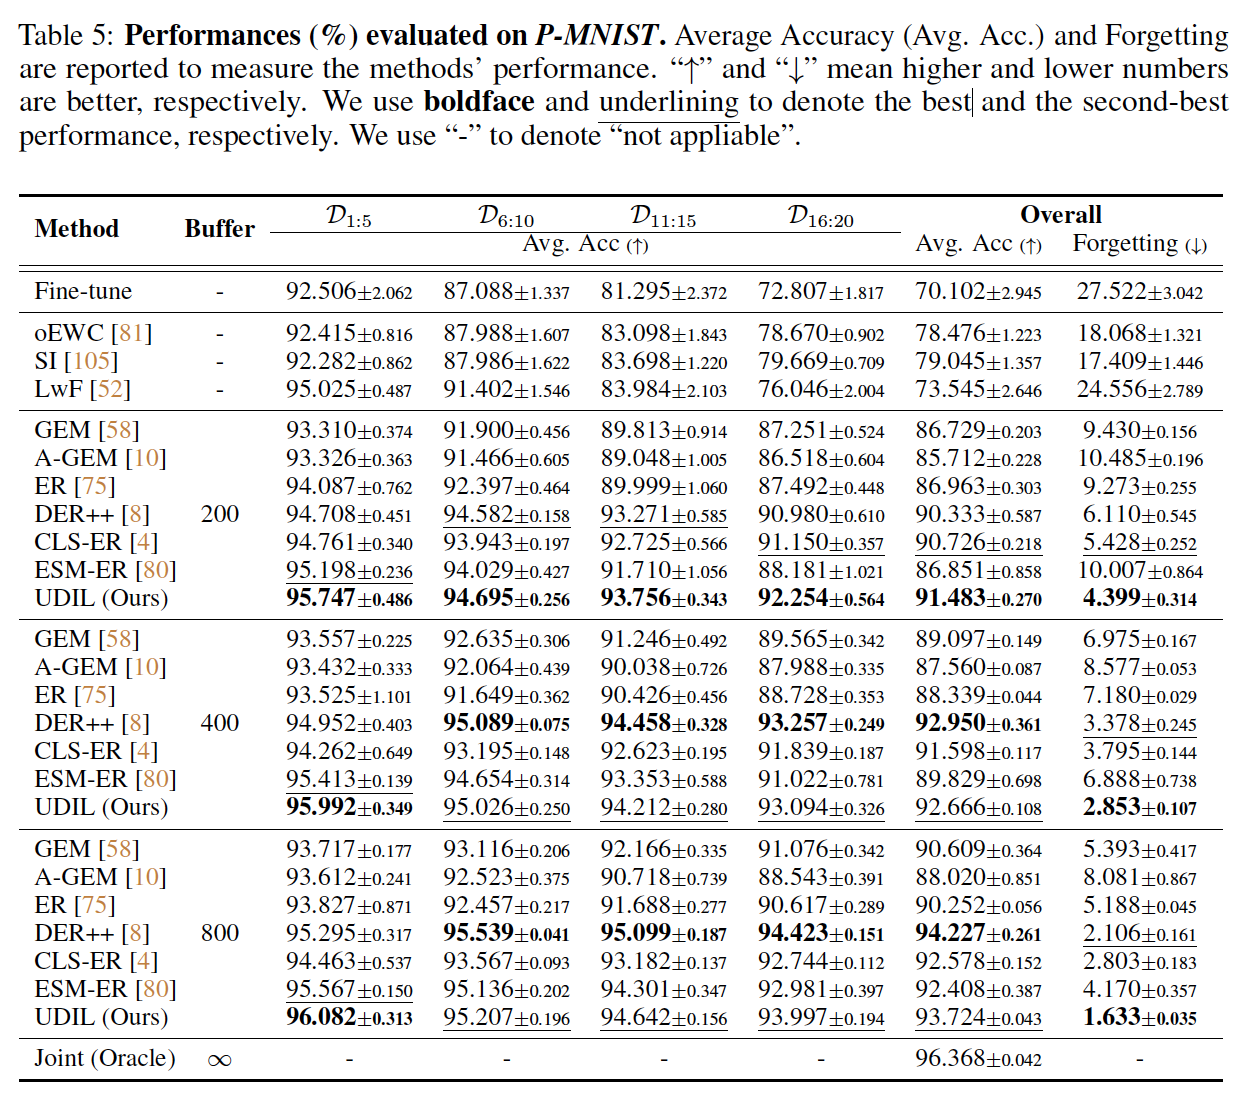 Table 5: Performances (%) evaluated on P-MNIST. Average Accuracy (Avg. Acc.) and Forgetting
are reported to measure the methods’ performance. “↑” and “↓” mean higher and lower numbers
are better, respectively. We use boldface and underlining to denote the best and the second-best
performance, respectively. We use “-” to denote “not appliable”.
Method Buffer D1:5 D6:10 D11:15 D16:20 Overall
Avg. Acc (↑) Avg. Acc (↑) Forgetting (↓)
Fine-tune - 92.506±2.062 87.088±1.337 81.295±2.372 72.807±1.817 70.102±2.945 27.522±3.042
oEWC [81] - 92.415±0.816 87.988±1.607 83.098±1.843 78.670±0.902 78.476±1.223 18.068±1.321
SI [105] - 92.282±0.862 87.986±1.622 83.698±1.220 79.669±0.709 79.045±1.357 17.409±1.446
LwF [52] - 95.025±0.487 91.402±1.546 83.984±2.103 76.046±2.004 73.545±2.646 24.556±2.789
GEM [58] 93.310±0.374 91.900±0.456 89.813±0.914 87.251±0.524 86.729±0.203 9.430±0.156
A-GEM [10] 93.326±0.363 91.466±0.605 89.048±1.005 86.518±0.604 85.712±0.228 10.485±0.196
ER [75] 94.087±0.762 92.397±0.464 89.999±1.060 87.492±0.448 86.963±0.303 9.273±0.255
DER++ [8] 200 94.708±0.451 94.582±0.158 93.271±0.585 90.980±0.610 90.333±0.587 6.110±0.545
CLS-ER [4] 94.761±0.340 93.943±0.197 92.725±0.566 91.150±0.357 90.726±0.218 5.428±0.252
ESM-ER [80] 95.198±0.236 94.029±0.427 91.710±1.056 88.181±1.021 86.851±0.858 10.007±0.864
UDIL (Ours) 95.747±0.486 94.695±0.256 93.756±0.343 92.254±0.564 91.483±0.270 4.399±0.314
GEM [58] 93.557±0.225 92.635±0.306 91.246±0.492 89.565±0.342 89.097±0.149 6.975±0.167
A-GEM [10] 93.432±0.333 92.064±0.439 90.038±0.726 87.988±0.335 87.560±0.087 8.577±0.053
ER [75] 93.525±1.101 91.649±0.362 90.426±0.456 88.728±0.353 88.339±0.044 7.180±0.029
DER++ [8] 400 94.952±0.403 95.089±0.075 94.458±0.328 93.257±0.249 92.950±0.361 3.378±0.245
CLS-ER [4] 94.262±0.649 93.195±0.148 92.623±0.195 91.839±0.187 91.598±0.117 3.795±0.144
ESM-ER [80] 95.413±0.139 94.654±0.314 93.353±0.588 91.022±0.781 89.829±0.698 6.888±0.738
UDIL (Ours) 95.992±0.349 95.026±0.250 94.212±0.280 93.094±0.326 92.666±0.108 2.853±0.107
GEM [58] 93.717±0.177 93.116±0.206 92.166±0.335 91.076±0.342 90.609±0.364 5.393±0.417
A-GEM [10] 93.612±0.241 92.523±0.375 90.718±0.739 88.543±0.391 88.020±0.851 8.081±0.867
ER [75] 93.827±0.871 92.457±0.217 91.688±0.277 90.617±0.289 90.252±0.056 5.188±0.045
DER++ [8] 800 95.295±0.317 95.539±0.041 95.099±0.187 94.423±0.151 94.227±0.261 2.106±0.161
CLS-ER [4] 94.463±0.537 93.567±0.093 93.182±0.137 92.744±0.112 92.578±0.152 2.803±0.183
ESM-ER [80] 95.567±0.150 95.136±0.202 94.301±0.347 92.981±0.397 92.408±0.387 4.170±0.357
UDIL (Ours) 96.082±0.313 95.207±0.196 94.642±0.156 93.997±0.194 93.724±0.043 1.633±0.035
Joint (Oracle) ∞ - - - - 96.368±0.042 -